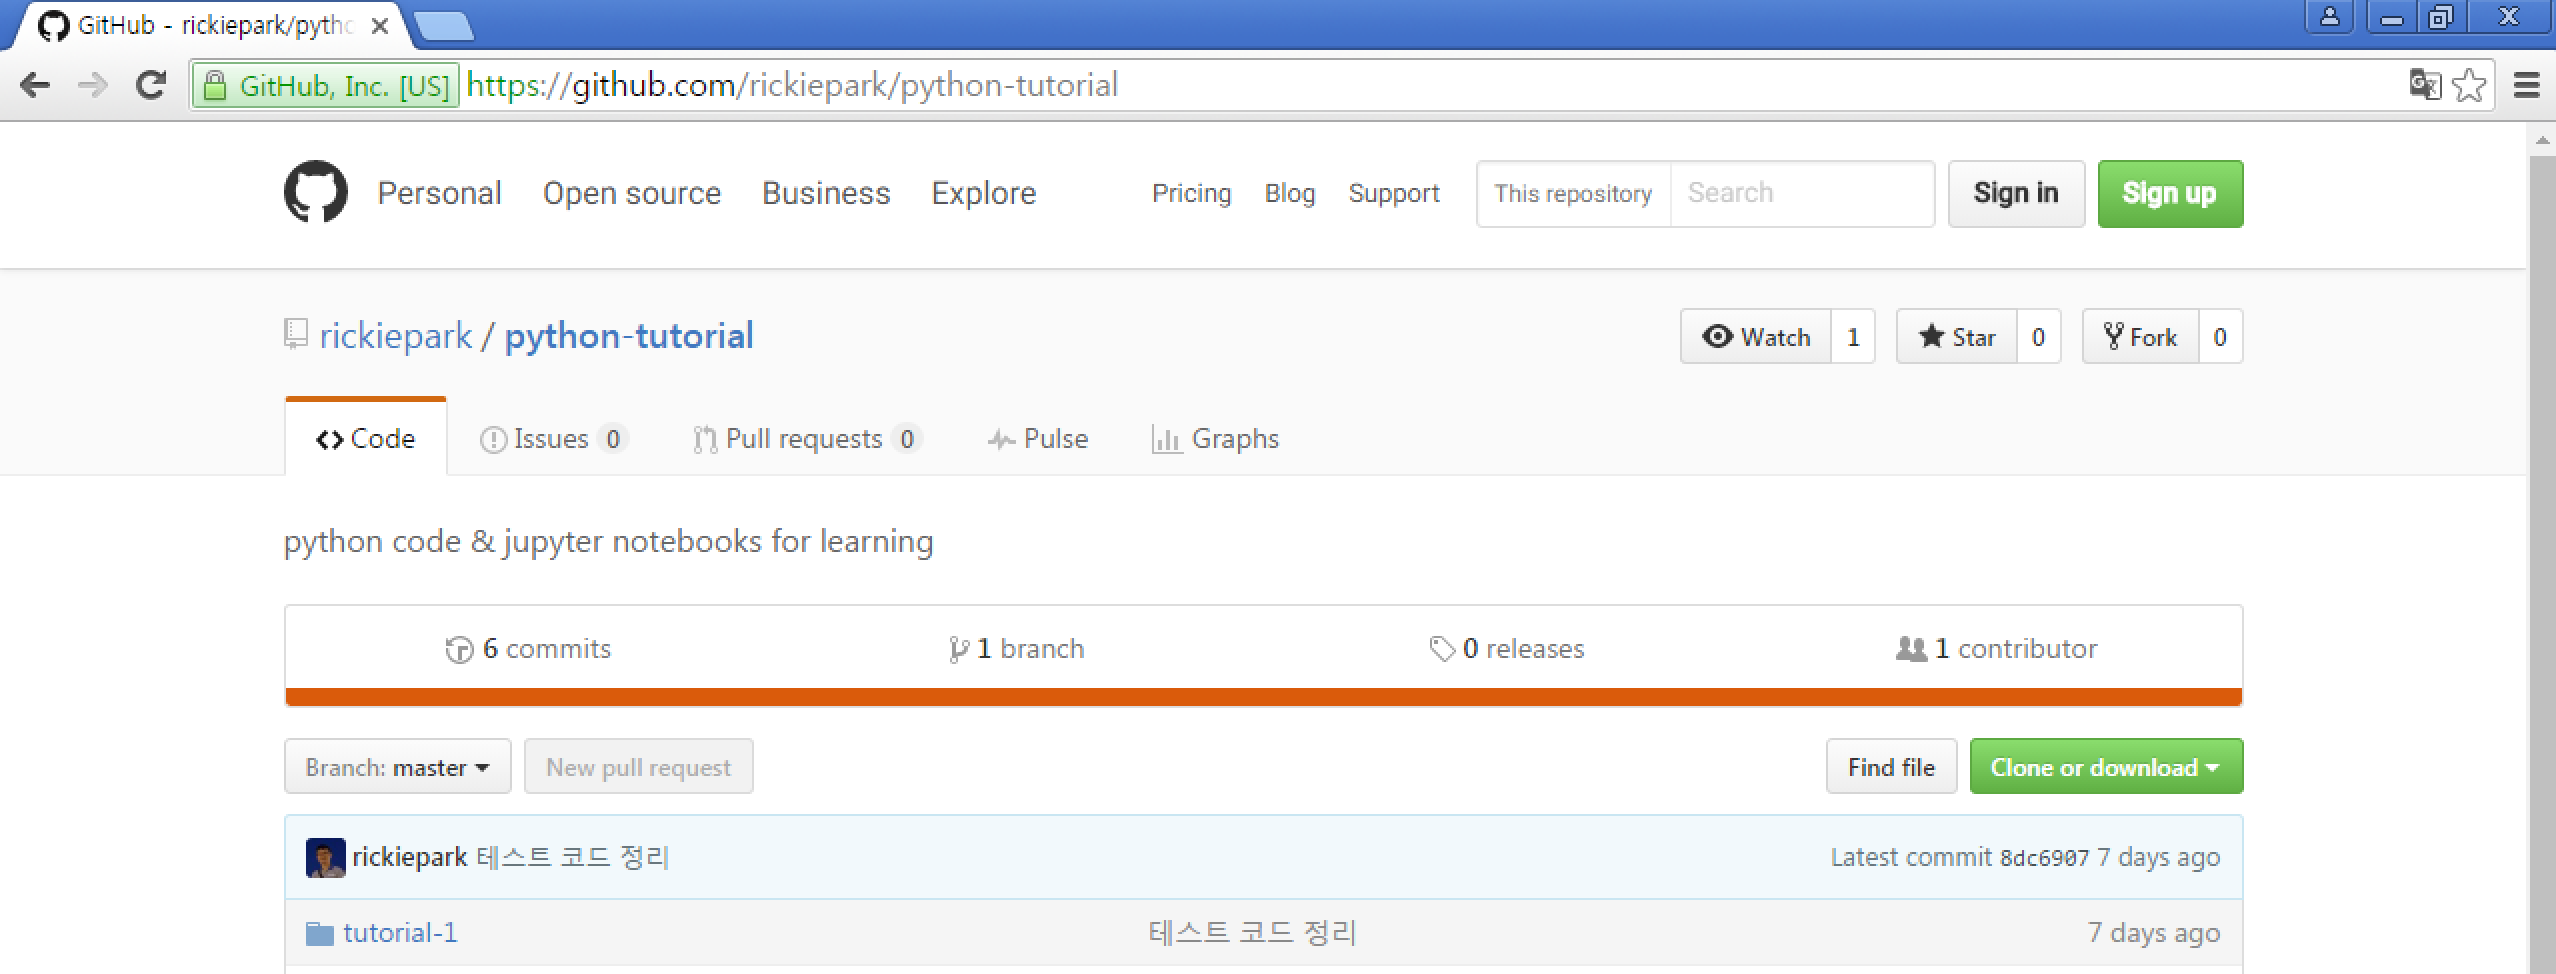 GitHub - rickiepark/pytho
GitHub, Inc. [US] https://github.com/rickiepark/python-tutorial
Personal Open source Business Explore Pricing Blog Support This repository Search Sign in Sign up
rickiepark / python-tutorial Watch 1 Star 0 Fork 0
Code Issues 0 Pull requests 0 Pulse Graphs
python code & jupyter notebooks for learning
6 commits 1 branch 0 releases 1 contributor
Branch: master New pull request Find file Clone or download
rickiepark 테스트 코드 정리 Latest commit 8dc6907 7 days ago
tutorial-1 테스트 코드 정리 7 days ago